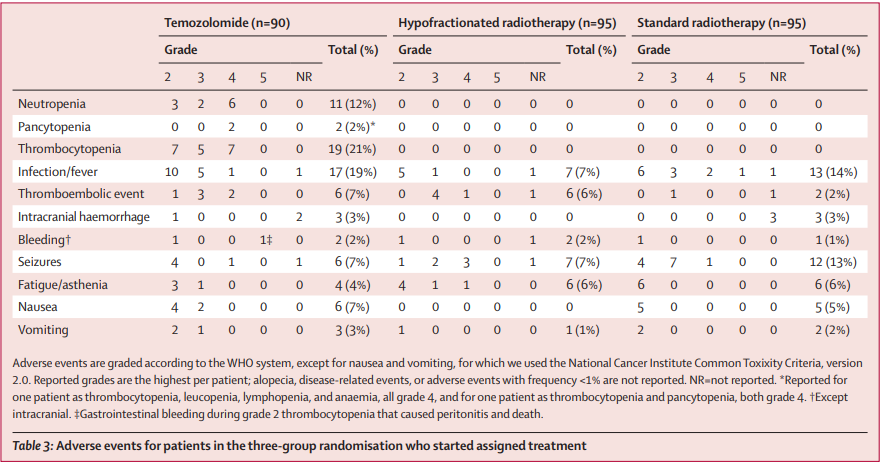 Temozolomide (n=90) Hypofractionated radiotherapy (n=95) Standard radiotherapy (n=95)
Grade Total (%) Grade Total (%) Grade Total (%)
2 3 4 5 NR 2 3 4 5 NR 2 3 4 5 NR
Neutropenia 3 2 6 0 0 11 (12%) 0 0 0 0 0 0 0 0 0 0 0 0
Pancytopenia 0 0 2 0 0 2 (2%)* 0 0 0 0 0 0 0 0 0 0 0 0
Thrombocytopenia 7 5 7 0 0 19 (21%) 0 0 0 0 0 0 0 0 0 0 0 0
Infection/fever 10 5 1 0 1 17 (19%) 5 1 0 0 1 7 (7%) 6 3 2 1 1 13 (14%)
Thromboembolic event 1 3 2 0 0 6 (7%) 0 4 1 0 1 6 (6%) 0 1 0 0 1 2 (2%)
Intracranial haemorrhage 1 0 0 0 2 3 (3%) 0 0 0 0 0 0 0 0 0 0 3 3 (3%)
Bleeding† 1 0 0 1‡ 0 2 (2%) 1 0 0 0 1 2 (2%) 1 0 0 0 0 1 (1%)
Seizures 4 0 1 0 1 6 (7%) 1 2 3 0 1 7 (7%) 4 7 1 0 0 12 (13%)
Fatigue/asthenia 3 1 0 0 0 4 (4%) 4 1 1 0 0 6 (6%) 6 0 0 0 0 6 (6%)
Nausea 4 2 0 0 0 6 (7%) 0 0 0 0 0 0 5 0 0 0 0 5 (5%)
Vomiting 2 1 0 0 0 3 (3%) 1 0 0 0 0 1 (1%) 2 0 0 0 0 2 (2%)
Adverse events are graded according to the WHO system, except for nausea and vomiting, for which we used the National Cancer Institute Common Toxixity Criteria, version
2.0. Reported grades are the highest per patient; alopecia, disease-related events, or adverse events with frequency <1% are not reported. NR=not reported. *Reported for
one patient as thrombocytopenia, leucopenia, lymphopenia, and anaemia, all grade 4, and for one patient as thrombocytopenia and pancytopenia, both grade 4. †Except
intracranial. ‡Gastrointestinal bleeding during grade 2 thrombocytopenia that caused peritonitis and death.
Table 3: Adverse events for patients in the three-group randomisation who started assigned treatment